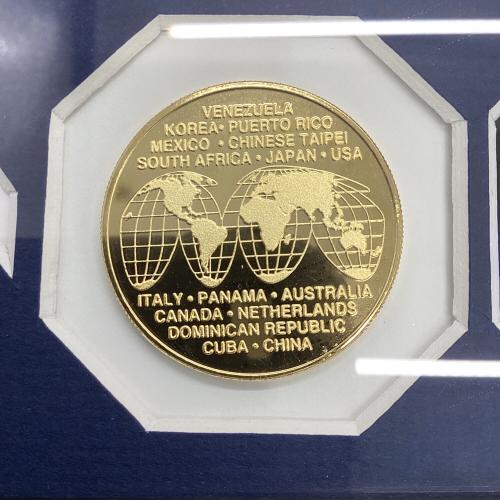 VENEZUELA
KOREA • PUERTO RICO
MEXICO • CHINESE TAIPEI
SOUTH AFRICA • JAPAN • USA
ITALY • PANAMA • AUSTRALIA
CANADA • NETHERLANDS
DOMINICAN REPUBLIC
CUBA • CHINA